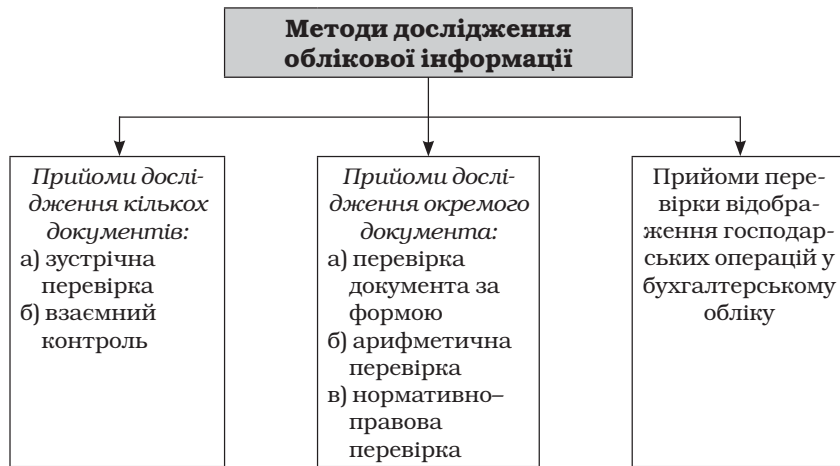 Методи дослідження
облікової інформації
Прийоми дослі-
дження кількох
документів:
а) зустрічна
перевірка
б) взаємний
контроль
Прийоми дослі-
дження окремого
документа:
а) перевірка
документа за
формою
б) арифметична
перевірка
в) нормативно–
правова
перевірка
Прийоми пере-
вірки відобра-
ження господар-
ських операцій у
бухгалтерському
обліку